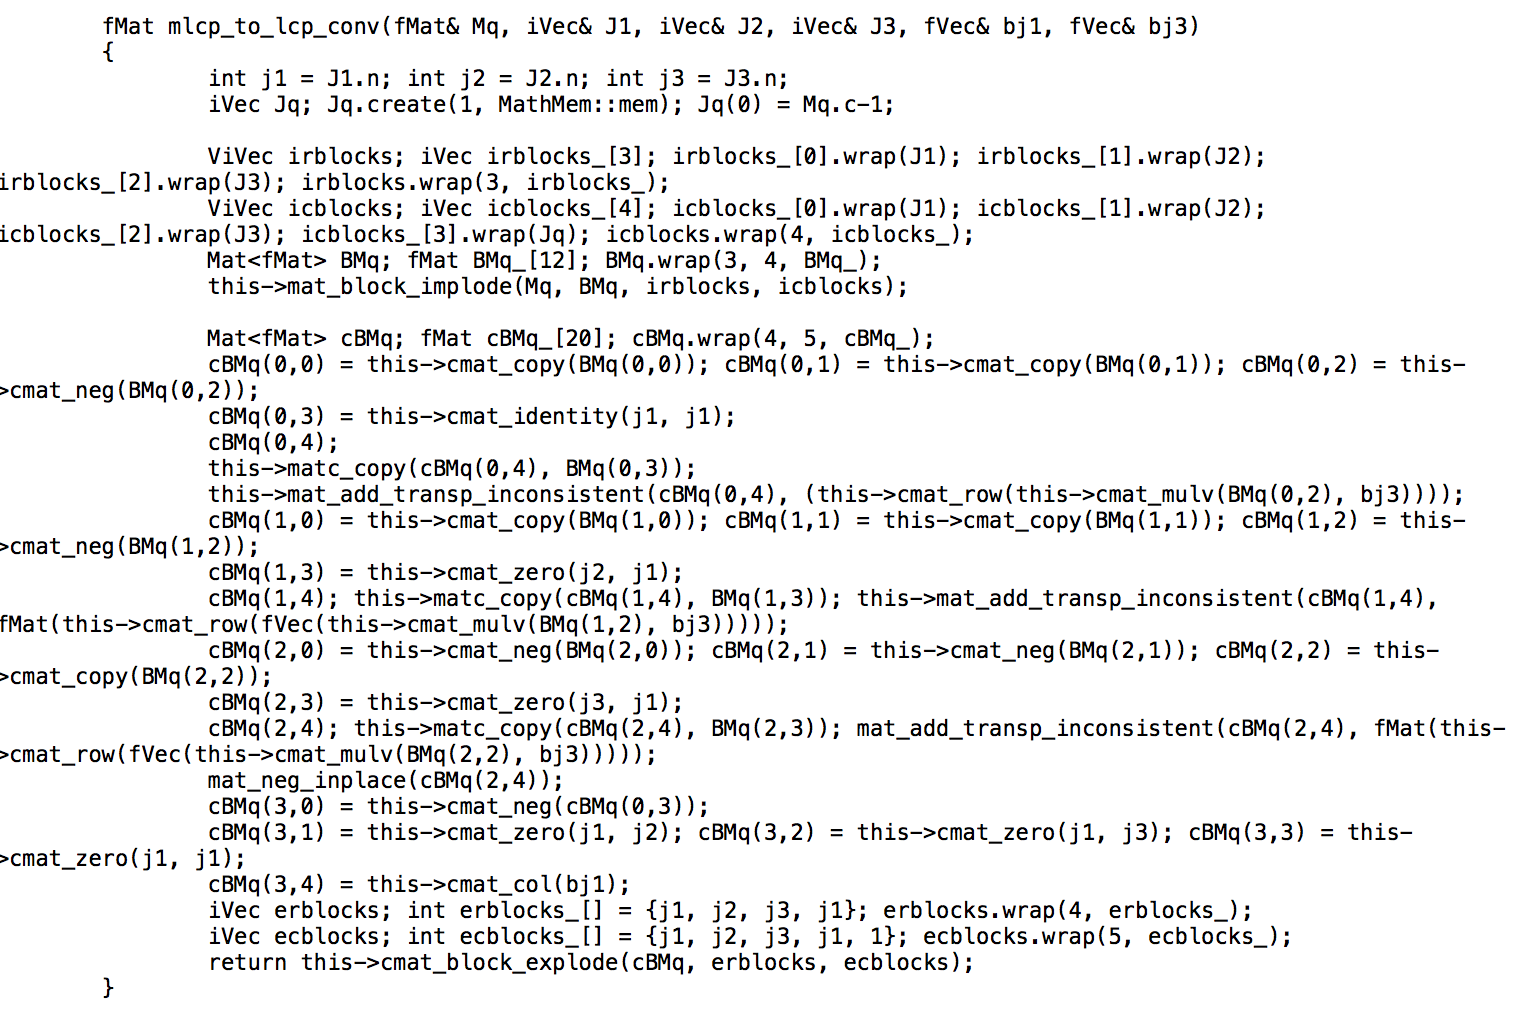 fMat mlcp_to_lcp_conv(fMat& Mq, iVec& J1, iVec& J2, iVec& J3, fVec& bj1, fVec& bj3)
{
int j1 = J1.n; int j2 = J2.n; int j3 = J3.n;
iVec Jq; Jq.create(1, MathMem::mem); Jq(0) = Mq.c-1;
ViVec irblocks; iVec irblocks_[3]; irblocks_[0].wrap(J1); irblocks_[1].wrap(J2);
irblocks_[2].wrap(J3); irblocks.wrap(3, irblocks_);
ViVec icblocks; iVec icblocks_[4]; icblocks_[0].wrap(J1); icblocks_[1].wrap(J2);
icblocks_[2].wrap(J3); icblocks_[3].wrap(Jq); icblocks.wrap(4, icblocks_);
Mat<fMat> BMq; fMat BMq_[12]; BMq.wrap(3, 4, BMq_);
this->mat_block_implode(Mq, BMq, irblocks, icblocks);
Mat<fMat> cBMq; fMat cBMq_[20]; cBMq.wrap(4, 5, cBMq_);
cBMq(0,0) = this->cmat_copy(BMq(0,0)); cBMq(0,1) = this->cmat_copy(BMq(0,1)); cBMq(0,2) = this-
>cmat_neg(BMq(0,2));
cBMq(0,3) = this->cmat_identity(j1, j1);
cBMq(0,4);
this->matc_copy(cBMq(0,4), BMq(0,3));
this->mat_add_transp_inconsistent(cBMq(0,4), (this->cmat_row(this->cmat_mulv(BMq(0,2), bj3))));
cBMq(1,0) = this->cmat_copy(BMq(1,0)); cBMq(1,1) = this->cmat_copy(BMq(1,1)); cBMq(1,2) = this-
>cmat_neg(BMq(1,2));
cBMq(1,3) = this->cmat_zero(j2, j1);
cBMq(1,4); this->matc_copy(cBMq(1,4), BMq(1,3)); this->mat_add_transp_inconsistent(cBMq(1,4),
fMat(this->cmat_row(fVec(this->cmat_mulv(BMq(1,2), bj3)))));
cBMq(2,0) = this->cmat_neg(BMq(2,0)); cBMq(2,1) = this->cmat_neg(BMq(2,1)); cBMq(2,2) = this-
>cmat_copy(BMq(2,2));
cBMq(2,3) = this->cmat_zero(j3, j1);
cBMq(2,4); this->matc_copy(cBMq(2,4), BMq(2,3)); mat_add_transp_inconsistent(cBMq(2,4), fMat(this-
>cmat_row(fVec(this->cmat_mulv(BMq(2,2), bj3)))));
mat_neg_inplace(cBMq(2,4));
cBMq(3,0) = this->cmat_neg(cBMq(0,3));
cBMq(3,1) = this->cmat_zero(j1, j2); cBMq(3,2) = this->cmat_zero(j1, j3); cBMq(3,3) = this-
>cmat_zero(j1, j1);
cBMq(3,4) = this->cmat_col(bj1);
iVec erblocks; int erblocks_[] = {j1, j2, j3, j1}; erblocks.wrap(4, erblocks_);
iVec ecblocks; int ecblocks_[] = {j1, j2, j3, j1, 1}; ecblocks.wrap(5, ecblocks_);
return this->cmat_block_explode(cBMq, erblocks, ecblocks);
}